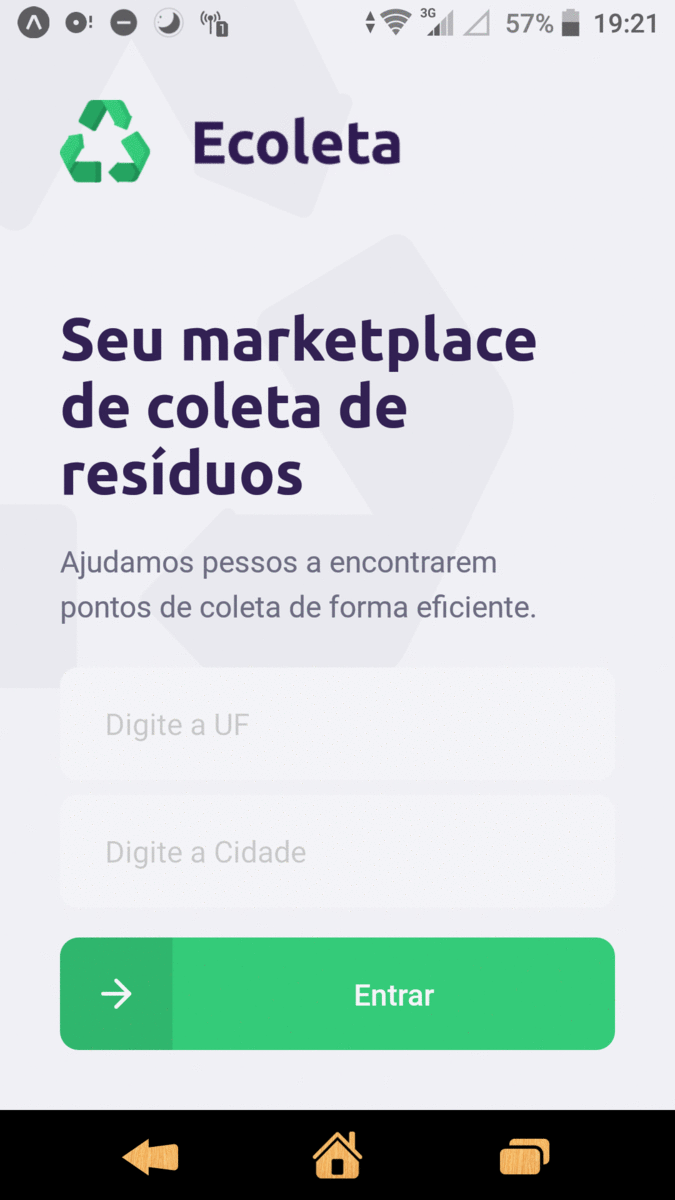 3G 57% 19:21
Ecoleta
Seu marketplace
de coleta de
resíduos
Ajudamos pessos a encontrarem
pontos de coleta de forma eficiente.
Digite a UF
Digite a Cidade
Entrar